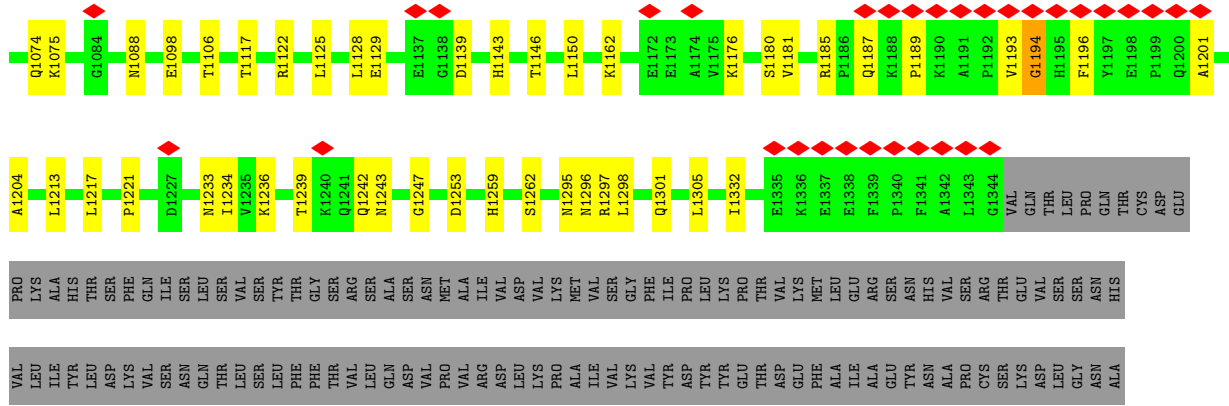 Q1074 K1075 G1084 N1088 E1098 T1106 T1117 R1122 L1125 L1128 E1129 E1137 G1138 D1139 H1143 T1146 L1150 K1162 E1172 E1173 A1174 V1175 K1176 S1180 V1181 R1185 P1186 Q1187 K1188 P1189 K1190 A1191 P1192 V1193 G1194 H1195 F1196 Y1197 E1198 P1199 Q1200 A1201
A1204 L1213 L1217 P1221 D1227 N1233 I1234 V1235 K1236 T1239 K1240 Q1241 Q1242 N1243 G1247 D1253 H1259 S1262 N1295 N1296 R1297 L1298 Q1301 L1305 I1332 E1335 K1336 E1337 E1338 F1339 P1340 F1341 A1342 L1343 G1344 VAL GLN THR LEU PRO GLN THR CYS ASP GLU
PRO LYS ALA HIS THR SER PHE GLN ILE SER LEU SER VAL SER TYR THR GLY SER ARG SER ALA SER ASN MET ALA ILE VAL ASP VAL LYS MET VAL SER GLY PHE ILE PRO LEU LYS PRO THR VAL LYS MET LEU GLU ARG SER ASN HIS VAL SER ARG THR GLU VAL SER SER ASN HIS
VAL LEU ILE TYR LEU ASP LYS VAL SER ASN GLN THR LEU SER LEU PHE PHE THR VAL LEU GLN ASP VAL PRO VAL ARG ASP LEU LYS PRO ALA ILE VAL LYS VAL TYR ASP TYR TYR GLU THR ASP GLU PHE ALA ILE ALA GLU TYR ASN ALA PRO CYS SER LYS ASP LEU GLY ASN ALA